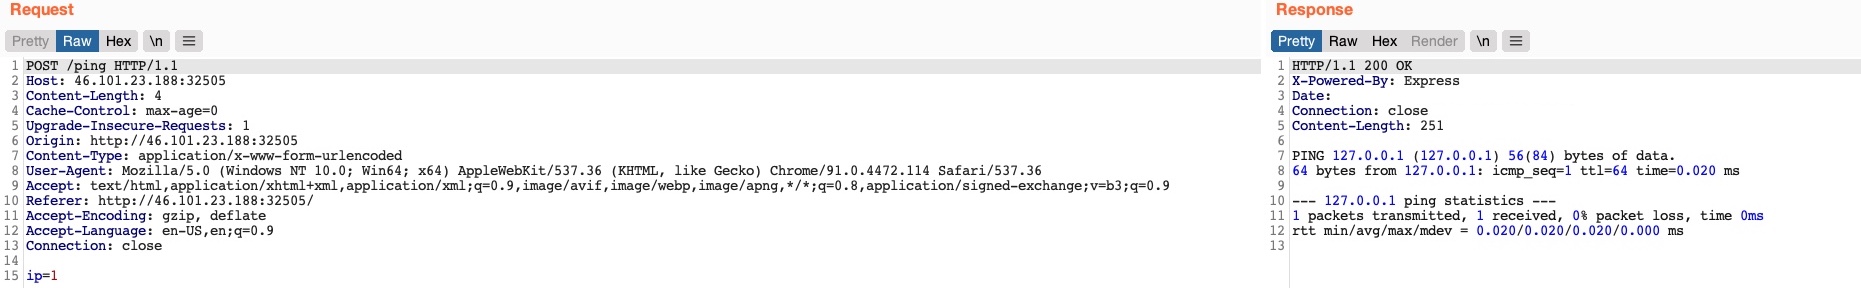 Request
Pretty Raw Hex \n
1 POST /ping HTTP/1.1
2 Host: 46.101.23.188:32505
3 Content-Length: 4
4 Cache-Control: max-age=0
5 Upgrade-Insecure-Requests: 1
6 Origin: http://46.101.23.188:32505
7 Content-Type: application/x-www-form-urlencoded
8 User-Agent: Mozilla/5.0 (Windows NT 10.0; Win64; x64) AppleWebKit/537.36 (KHTML, like Gecko) Chrome/91.0.4472.114 Safari/537.36
9 Accept: text/html,application/xhtml+xml,application/xml;q=0.9,image/avif,image/webp,image/apng,*/*;q=0.8,application/signed-exchange;v=b3;q=0.9
10 Referer: http://46.101.23.188:32505/
11 Accept-Encoding: gzip, deflate
12 Accept-Language: en-US,en;q=0.9
13 Connection: close
14
15 ip=1
Response
Pretty Raw Hex Render \n
1 HTTP/1.1 200 OK
2 X-Powered-By: Express
3 Date:
4 Connection: close
5 Content-Length: 251
6
7 PING 127.0.0.1 (127.0.0.1) 56(84) bytes of data.
8 64 bytes from 127.0.0.1: icmp_seq=1 ttl=64 time=0.020 ms
9
10 --- 127.0.0.1 ping statistics ---
11 1 packets transmitted, 1 received, 0% packet loss, time 0ms
12 rtt min/avg/max/mdev = 0.020/0.020/0.020/0.000 ms
13